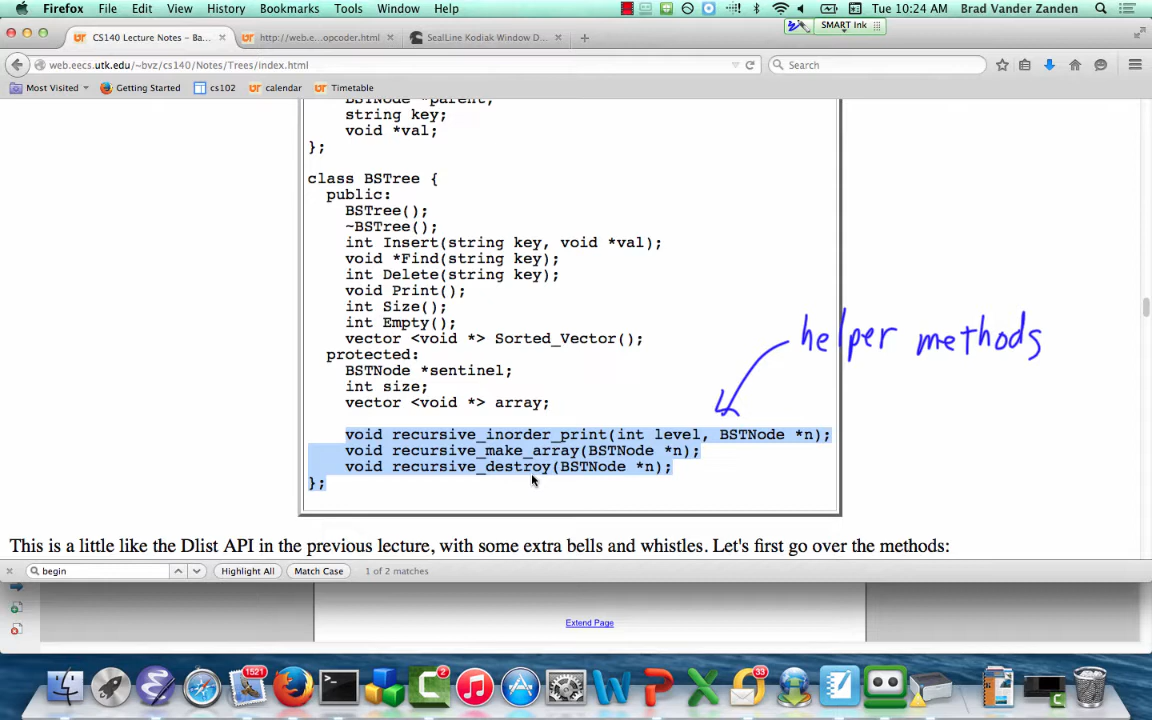 Firefox File Edit View History Bookmarks Tools Window Help Tue 10:24 AM Brad Vander Zanden
SMART Ink
CS140 Lecture Notes – Ba... http://web.e...opcoder.html SealLine Kodiak Window D...
web.eecs.utk.edu/~bvz/cs140/Notes/Trees/index.html Search
Most Visited Getting Started cs102 calendar Timetable
BSTNode *parent;
string key;
void *val;
};
class BSTree {
public:
BSTree();
~BSTree();
int Insert(string key, void *val);
void *Find(string key);
int Delete(string key);
void Print();
int Size();
int Empty();
vector <void *> Sorted_Vector();
helper methods
protected:
BSTNode *sentinel;
int size;
vector <void *> array;
void recursive_inorder_print(int level, BSTNode *n);
void recursive_make_array(BSTNode *n);
void recursive_destroy(BSTNode *n);
};
This is a little like the Dlist API in the previous lecture, with some extra bells and whistles. Let's first go over the methods:
begin Highlight All Match Case 1 of 2 matches
Extend Page
1521 2 33